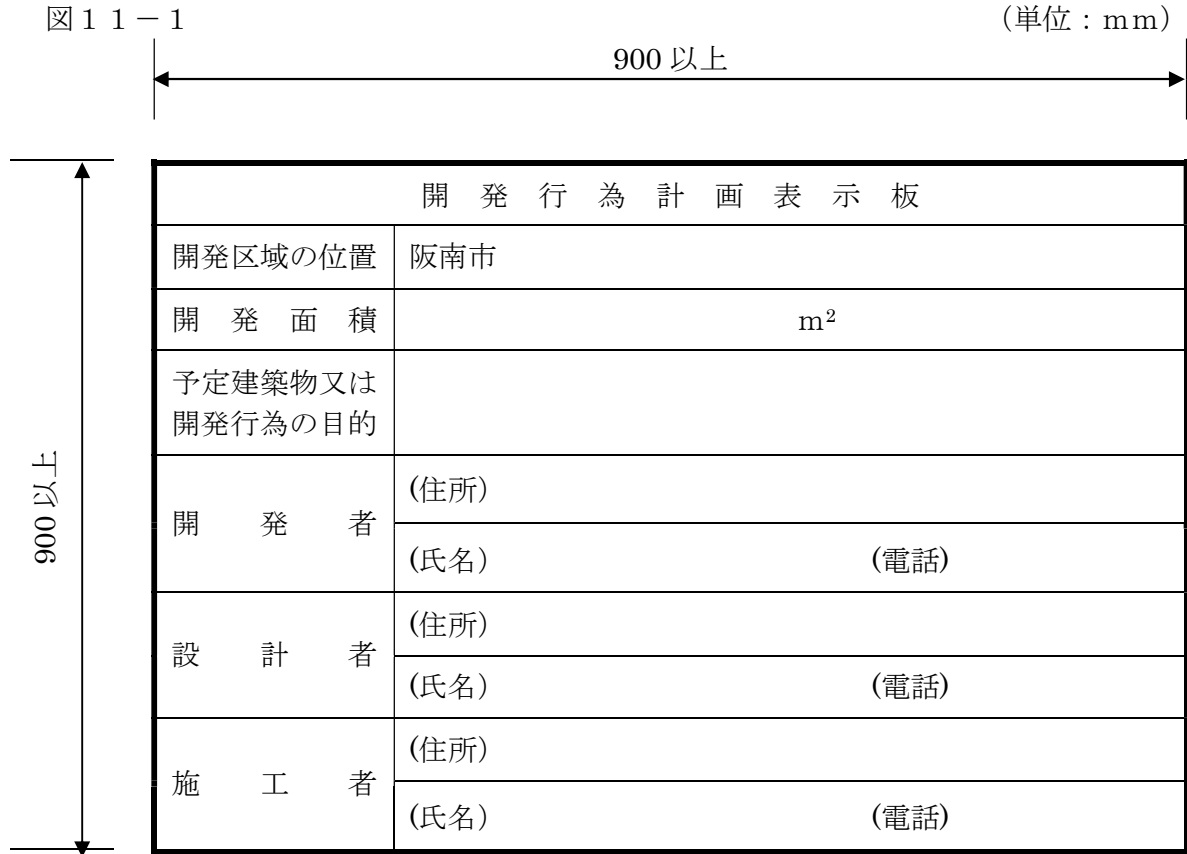 図１１－１ （単位：ｍｍ）
900 以上
900 以上
開 発 行 為 計 画 表 示 板
開発区域の位置 阪南市
開 発 面 積 m²
予定建築物又は
開発行為の目的
開 発 者
(住所）
(氏名） (電話)
設 計 者
(住所）
(氏名） (電話)
施 工 者
(住所）
(氏名） (電話)